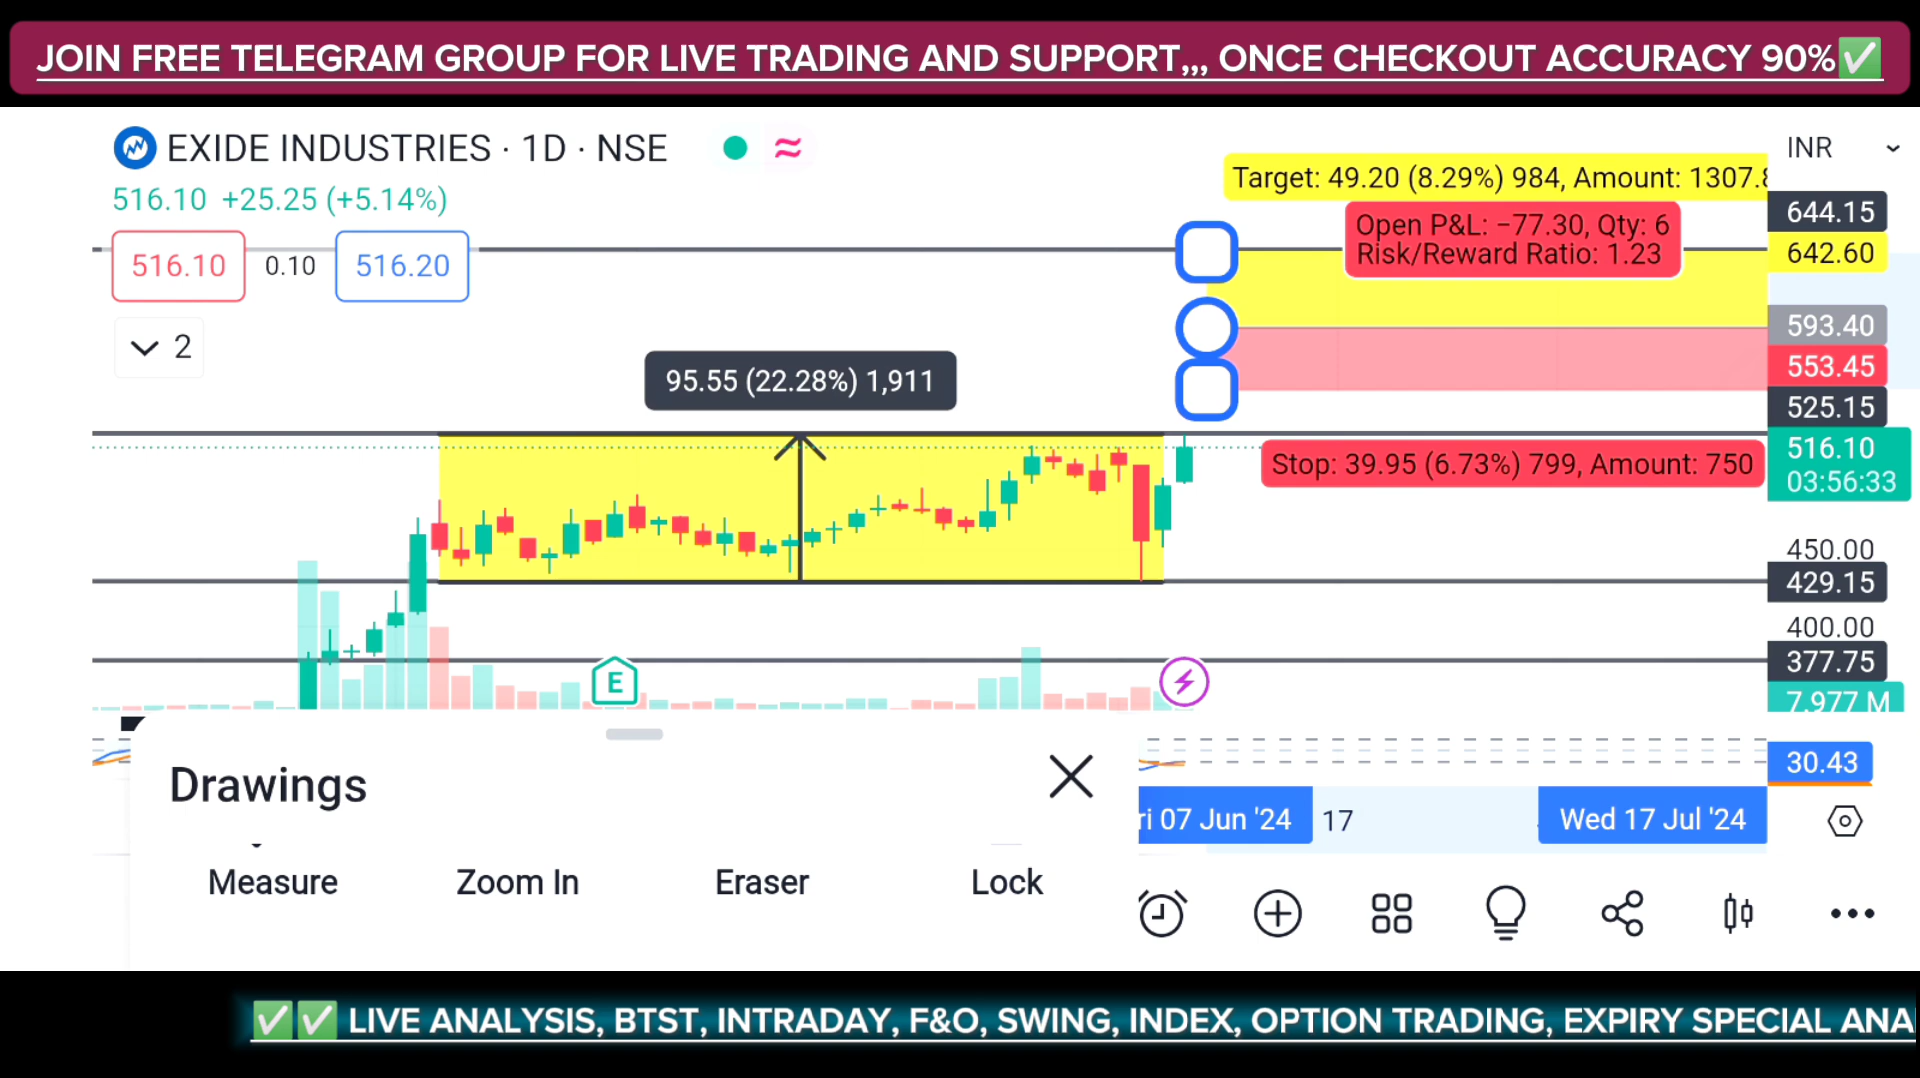 JOIN FREE TELEGRAM GROUP FOR LIVE TRADING AND SUPPORT,,, ONCE CHECKOUT ACCURACY 90%✅
EXIDE INDUSTRIES · 1D · NSE
INR
516.10 +25.25 (+5.14%)
Target: 49.20 (8.29%) 984, Amount: 1307.8
644.15
Open P&L: −77.30, Qty: 6
Risk/Reward Ratio: 1.23
642.60
516.10
0.10
516.20
2
593.40
553.45
95.55 (22.28%) 1,911
525.15
516.10
03:56:33
Stop: 39.95 (6.73%) 799, Amount: 750
450.00
429.15
400.00
377.75
E
7.977 M
30.43
Drawings
ri 07 Jun '24
17
Wed 17 Jul '24
Measure
Zoom In
Eraser
Lock
✅✅ LIVE ANALYSIS, BTST, INTRADAY, F&O, SWING, INDEX, OPTION TRADING, EXPIRY SPECIAL ANA